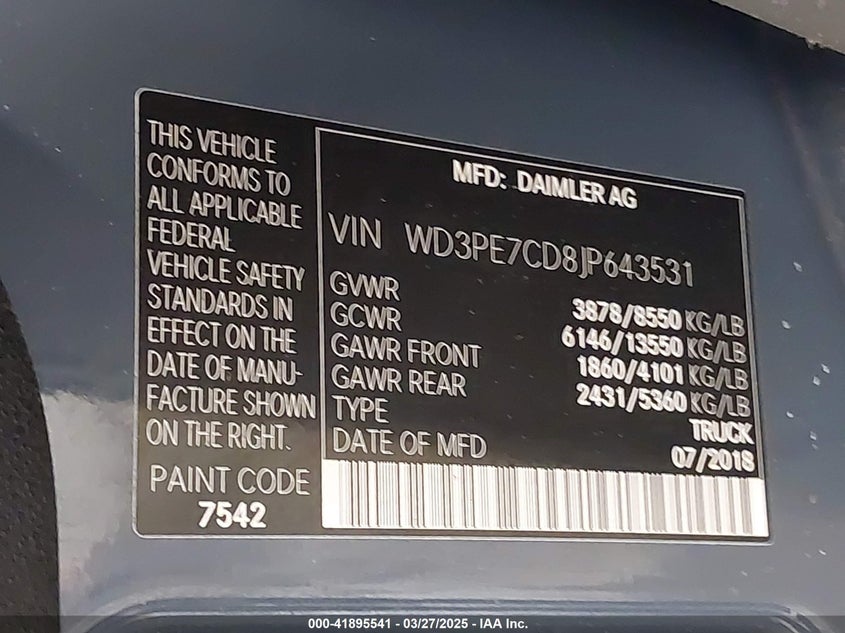 THIS VEHICLE
CONFORMS TO
ALL APPLICABLE
FEDERAL
VEHICLE SAFETY
STANDARDS IN
EFFECT ON THE
DATE OF MANU-
FACTURE SHOWN
ON THE RIGHT.
PAINT CODE
7542
MFD: DAIMLER AG
VIN WD3PE7CD8JP643531
GVWR 3878/8550 KG/LB
GCWR 6146/13550 KG/LB
GAWR FRONT 1860/4101 KG/LB
GAWR REAR 2431/5360 KG/LB
TYPE TRUCK
DATE OF MFD 07/2018
000-41895541 - 03/27/2025 - IAA Inc.